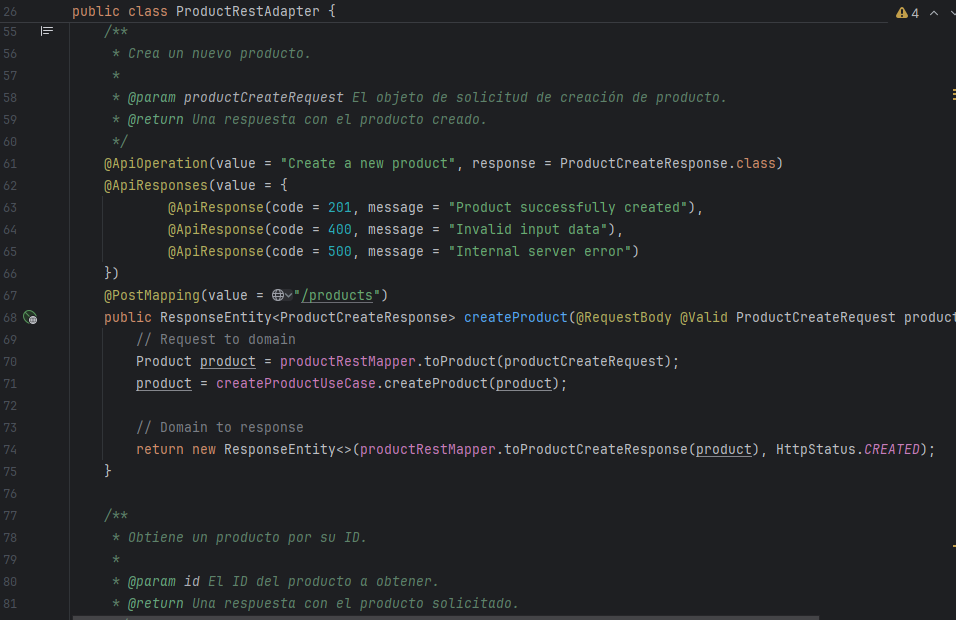 26 public class ProductRestAdapter {
4
55 /**
56 * Crea un nuevo producto.
57 *
58 * @param productCreateRequest El objeto de solicitud de creación de producto.
59 * @return Una respuesta con el producto creado.
60 */
61 @ApiOperation(value = "Create a new product", response = ProductCreateResponse.class)
62 @ApiResponses(value = {
63 @ApiResponse(code = 201, message = "Product successfully created"),
64 @ApiResponse(code = 400, message = "Invalid input data"),
65 @ApiResponse(code = 500, message = "Internal server error")
66 })
67 @PostMapping(value = "/products")
68 public ResponseEntity<ProductCreateResponse> createProduct(@RequestBody @Valid ProductCreateRequest product
69 // Request to domain
70 Product product = productRestMapper.toProduct(productCreateRequest);
71 product = createProductUseCase.createProduct(product);
72
73 // Domain to response
74 return new ResponseEntity<>(productRestMapper.toProductCreateResponse(product), HttpStatus.CREATED);
75 }
76
77 /**
78 * Obtiene un producto por su ID.
79 *
80 * @param id El ID del producto a obtener.
81 * @return Una respuesta con el producto solicitado.